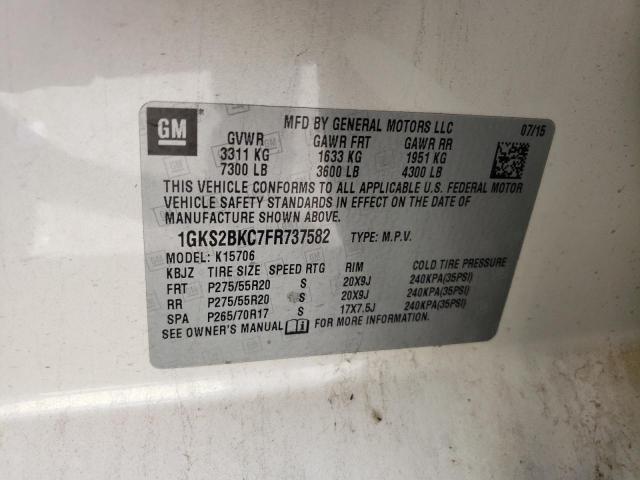 GM
MFD BY GENERAL MOTORS LLC 07/15
GVWR GAWR FRT GAWR RR
3311 KG 1633 KG 1951 KG
7300 LB 3600 LB 4300 LB
THIS VEHICLE CONFORMS TO ALL APPLICABLE U.S. FEDERAL MOTOR
VEHICLE SAFETY STANDARDS IN EFFECT ON THE DATE OF
MANUFACTURE SHOWN ABOVE.
1GKS2BKC7FR737582 TYPE: M.P.V.
MODEL: K15706
KBJZ TIRE SIZE SPEED RTG RIM COLD TIRE PRESSURE
FRT P275/55R20 S 20X9J 240KPA(35PSI)
RR P275/55R20 S 20X9J 240KPA(35PSI)
SPA P265/70R17 S 17X7.5J 240KPA(35PSI)
SEE OWNER'S MANUAL FOR MORE INFORMATION.